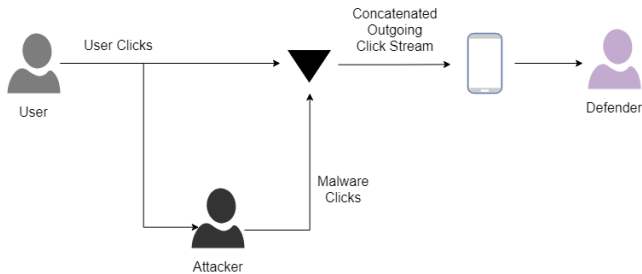 User Clicks
Concatenated
Outgoing
Click Stream
User
Defender
Malware
Clicks
Attacker